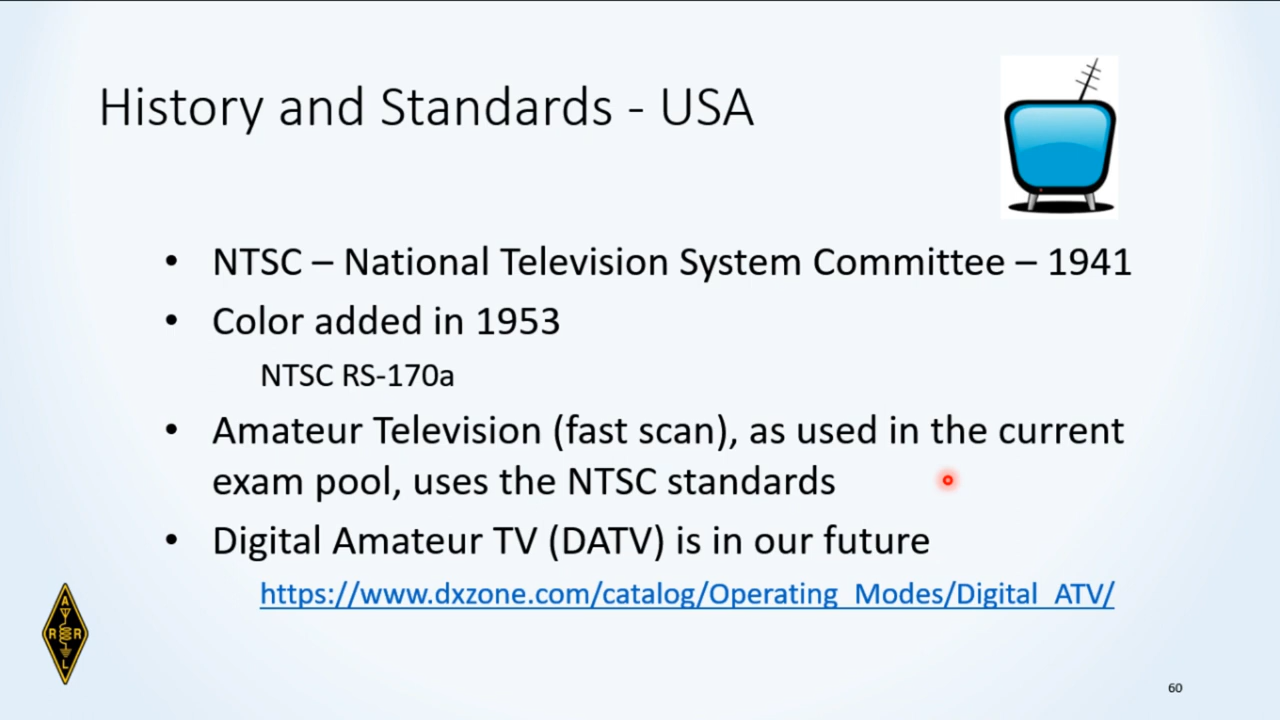 History and Standards - USA
• NTSC – National Television System Committee – 1941
• Color added in 1953
NTSC RS-170a
• Amateur Television (fast scan), as used in the current
exam pool, uses the NTSC standards
• Digital Amateur TV (DATV) is in our future
https://www.dxzone.com/catalog/Operating_Modes/Digital_ATV/
A
R R
L
60